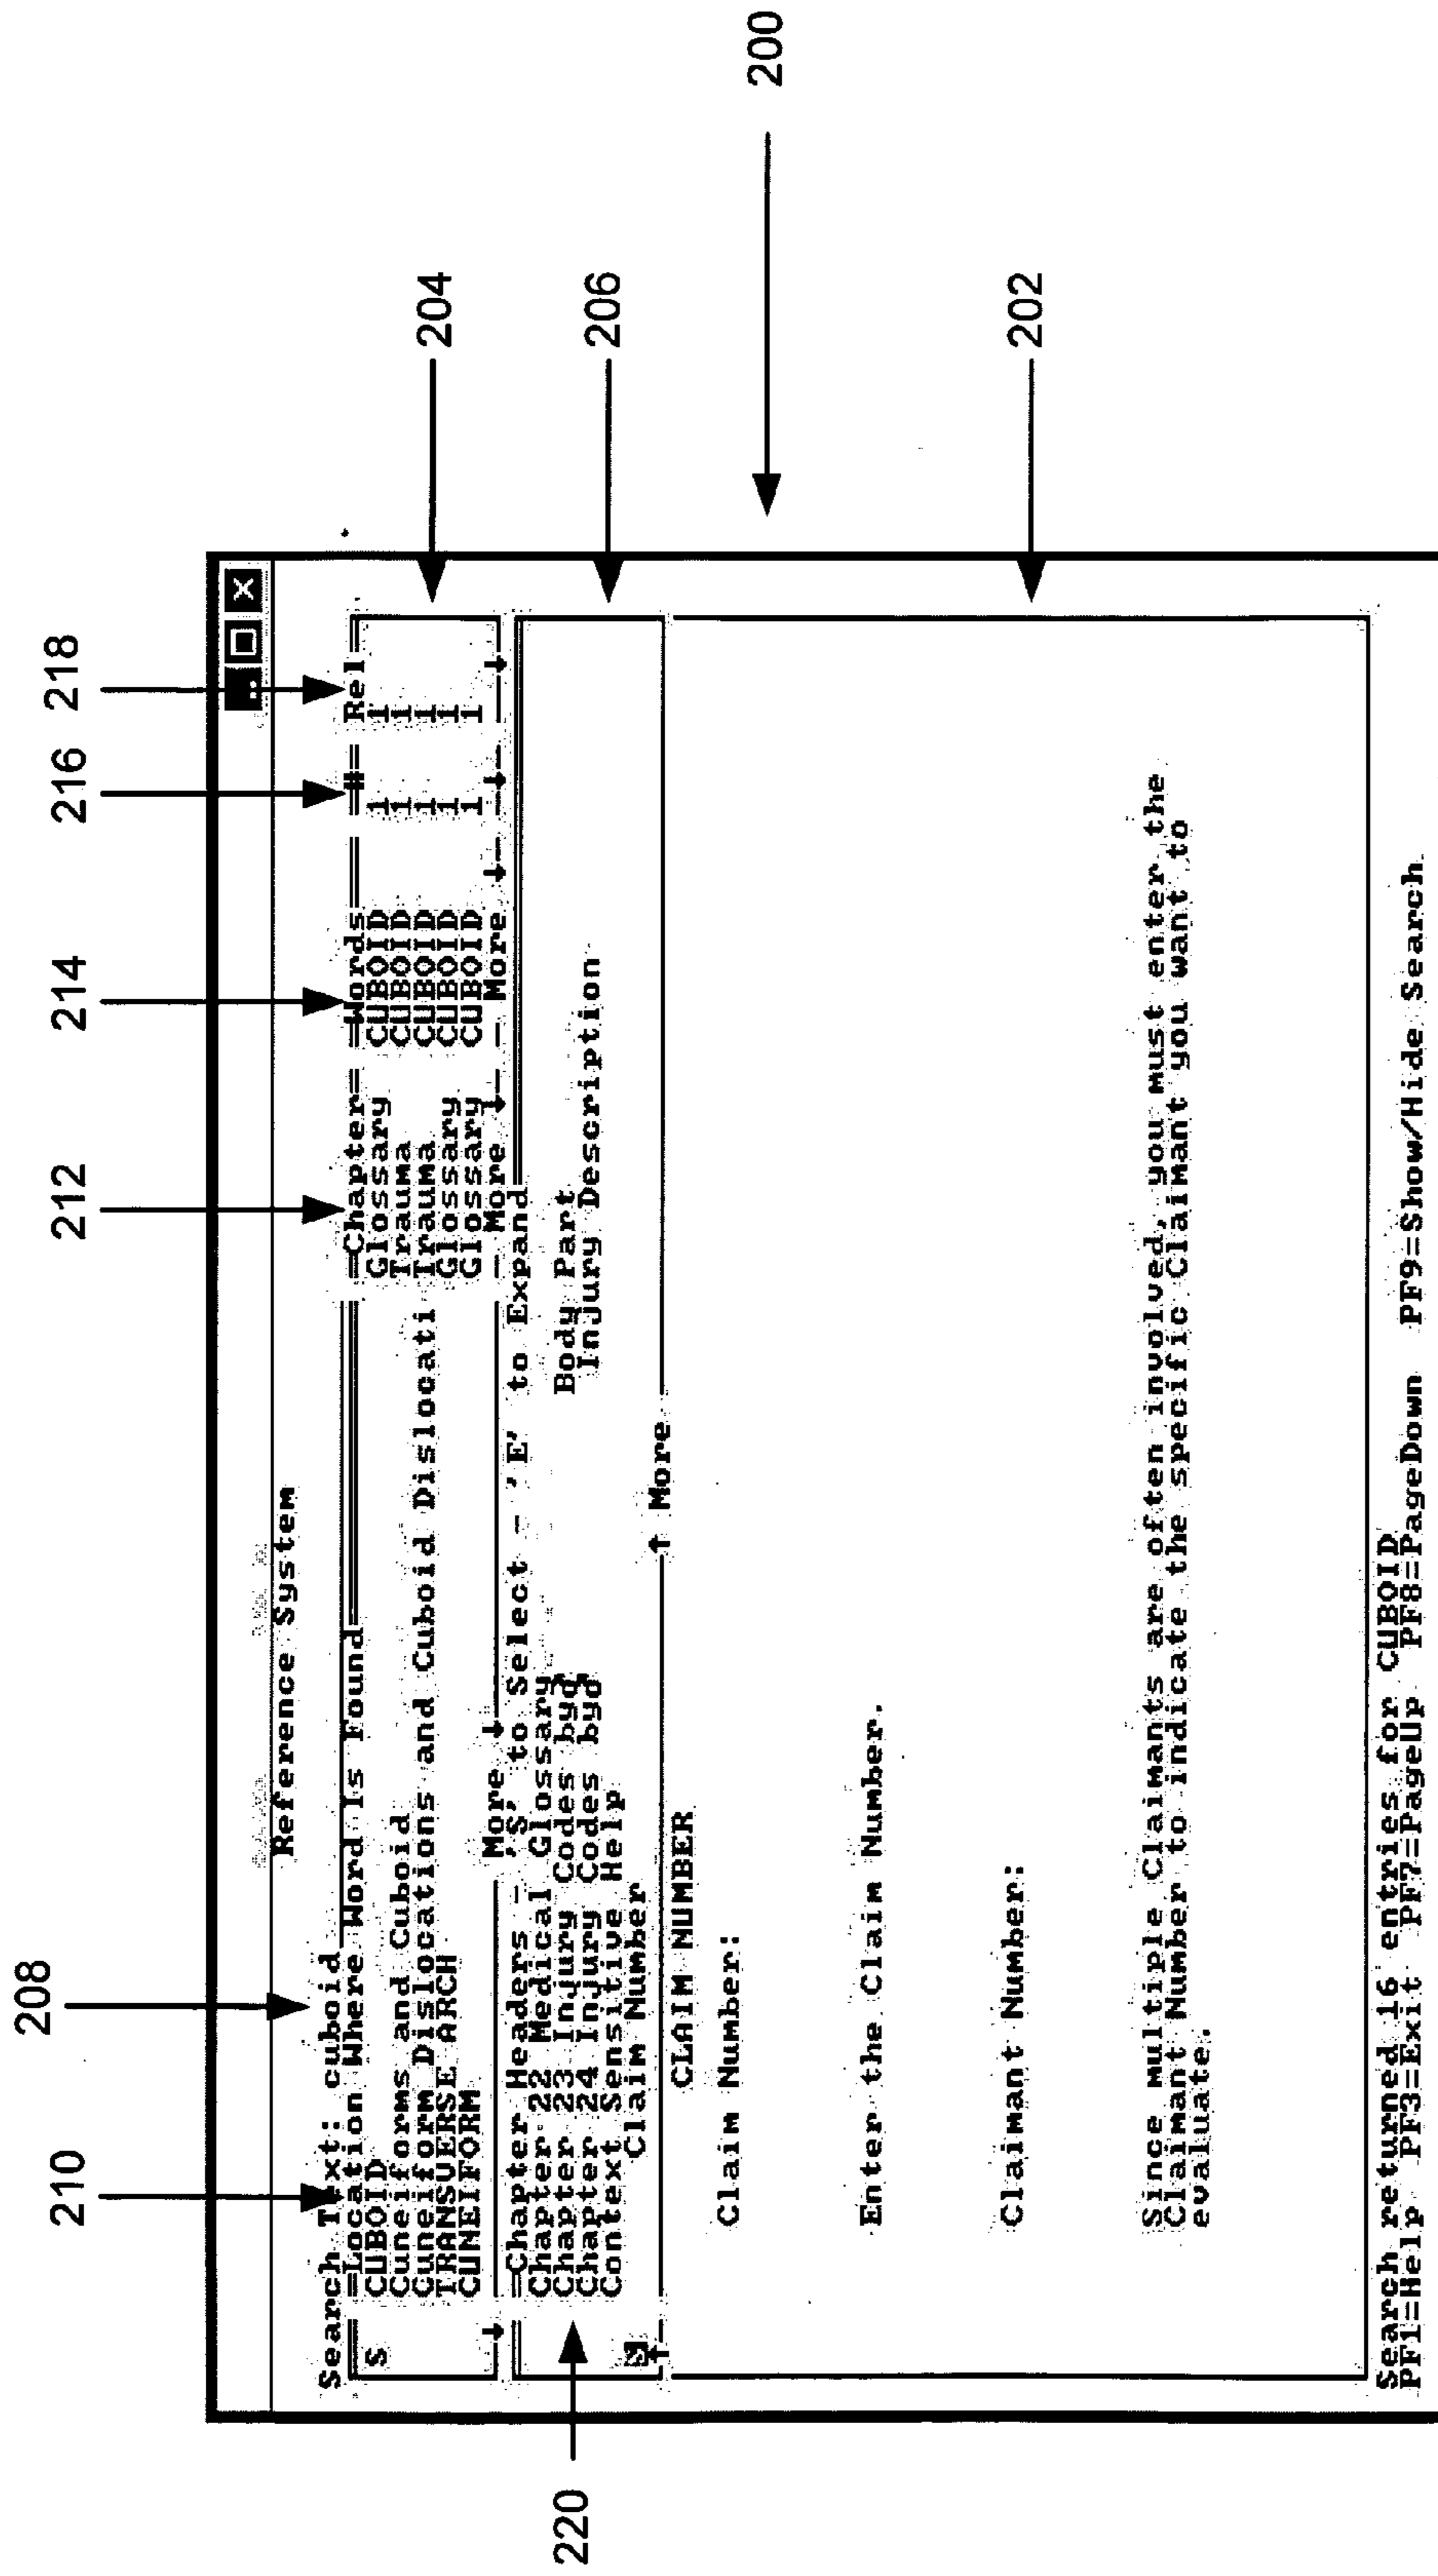 208
210
212
214
216
218
Reference System
Search Text: cuboid
Location Where Word Is Found Chapter Words # Rel
S CUBOID Glossary CUBOID 1 1
Cuneiforms and Cuboid Trauma CUBOID 1 1
Cuneiform Dislocations and Cuboid Dislocati Trauma CUBOID 1 1
TRANSVERSE ARCH Glossary CUBOID 1 1
CUNEIFORM Glossary CUBOID 1 1
↓ More ↓ More ↓ More ↓ ↓ ↓
204
Chapter Headers - 'S' to Select - 'E' to Expand
Chapter 22 Medical Glossary
Chapter 23 Injury Codes by Body Part
Chapter 24 Injury Codes by Injury Description
Context Sensitive Help
S Claim Number
↑ ↑ More
206
220
200
CLAIM NUMBER
Claim Number:
Enter the Claim Number.
Claimant Number:
Since multiple Claimants are often involved, you must enter the
Claimant Number to indicate the specific Claimant you want to
evaluate.
202
Search returned 16 entries for CUBOID
PF1=Help PF3=Exit PF7=PageUp PF8=PageDown PF9=Show/Hide Search